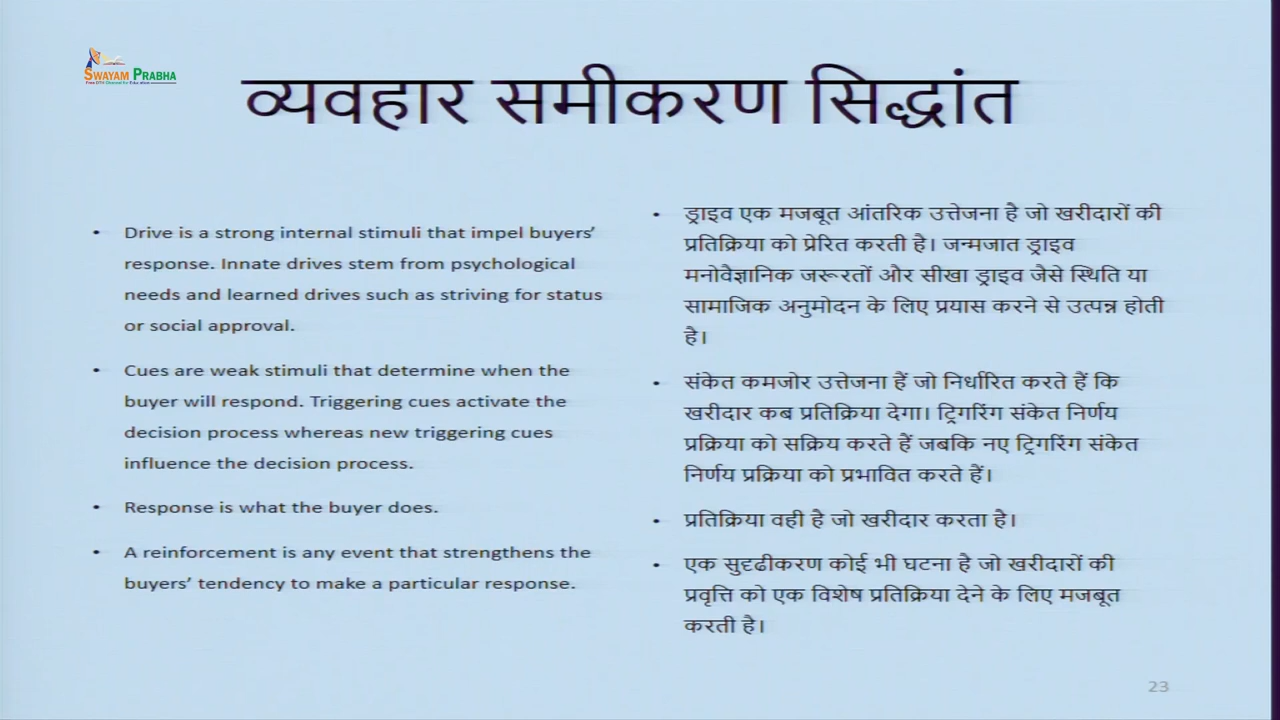 SWAYAM PRABHA
व्यवहार समीकरण सिद्धांत
• Drive is a strong internal stimuli that impel buyers’
response. Innate drives stem from psychological
needs and learned drives such as striving for status
or social approval.
• Cues are weak stimuli that determine when the
buyer will respond. Triggering cues activate the
decision process whereas new triggering cues
influence the decision process.
• Response is what the buyer does.
• A reinforcement is any event that strengthens the
buyers’ tendency to make a particular response.
• ड्राइव एक मजबूत आंतरिक उत्तेजना है जो खरीदारों की
प्रतिक्रिया को प्रेरित करती है। जन्मजात ड्राइव
मनोवैज्ञानिक जरूरतों और सीखा ड्राइव जैसे स्थिति या
सामाजिक अनुमोदन के लिए प्रयास करने से उत्पन्न होती
है।
• संकेत कमजोर उत्तेजना हैं जो निर्धारित करते हैं कि
खरीदार कब प्रतिक्रिया देगा। ट्रिगरिंग संकेत निर्णय
प्रक्रिया को सक्रिय करते हैं जबकि नए ट्रिगरिंग संकेत
निर्णय प्रक्रिया को प्रभावित करते हैं।
• प्रतिक्रिया वही है जो खरीदार करता है।
• एक सुदृढीकरण कोई भी घटना है जो खरीदारों की
प्रवृत्ति को एक विशेष प्रतिक्रिया देने के लिए मजबूत
करती है।
23